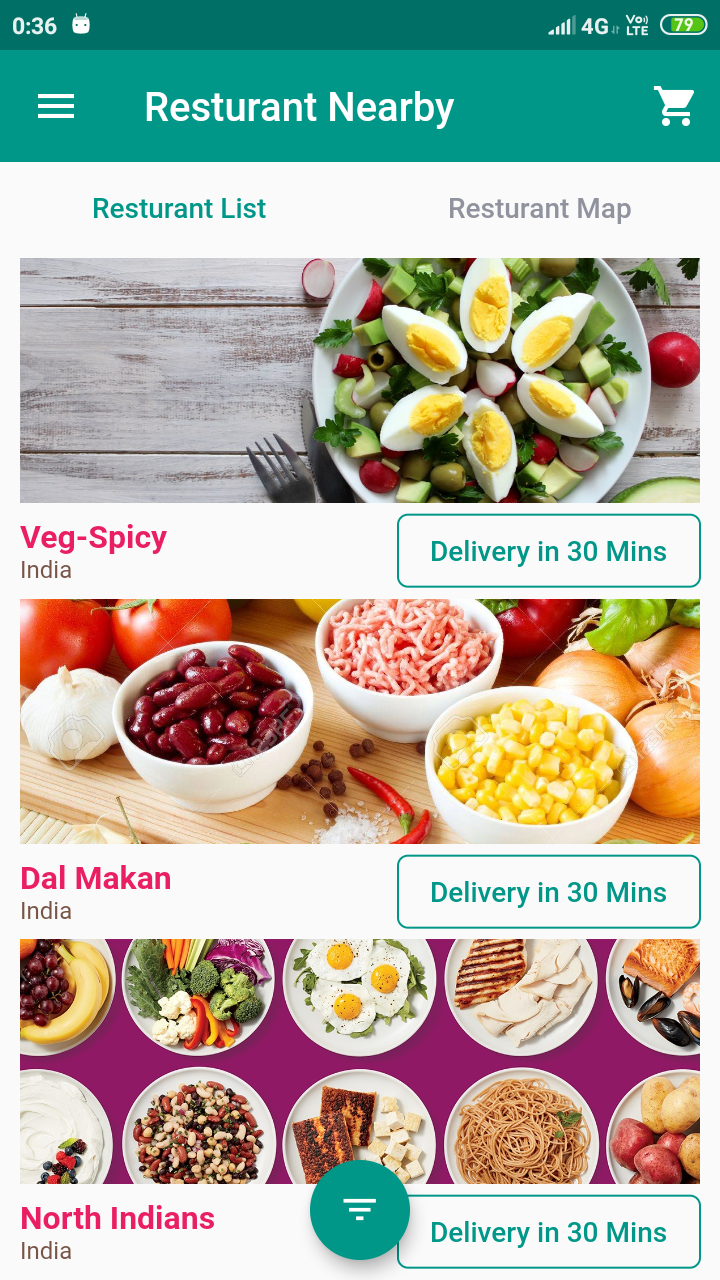 0:36 4G Vo) LTE 79
Resturant Nearby
Resturant List Resturant Map
Veg-Spicy
India
Delivery in 30 Mins
Dal Makan
India
Delivery in 30 Mins
North Indians
India
Delivery in 30 Mins